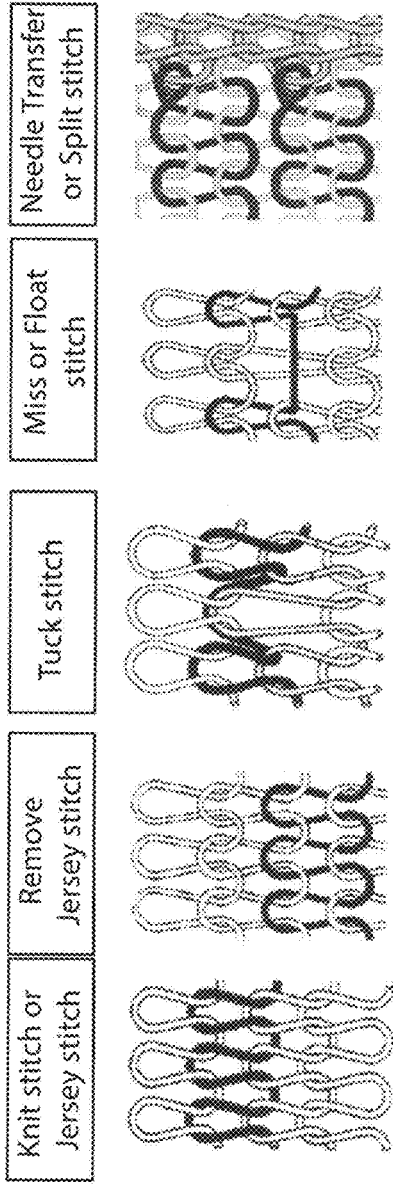 Knit stitch or
Jersey stitch
Remove
Jersey stitch
Tuck stitch
Miss or Float
stitch
Needle Transfer
or Split stitch